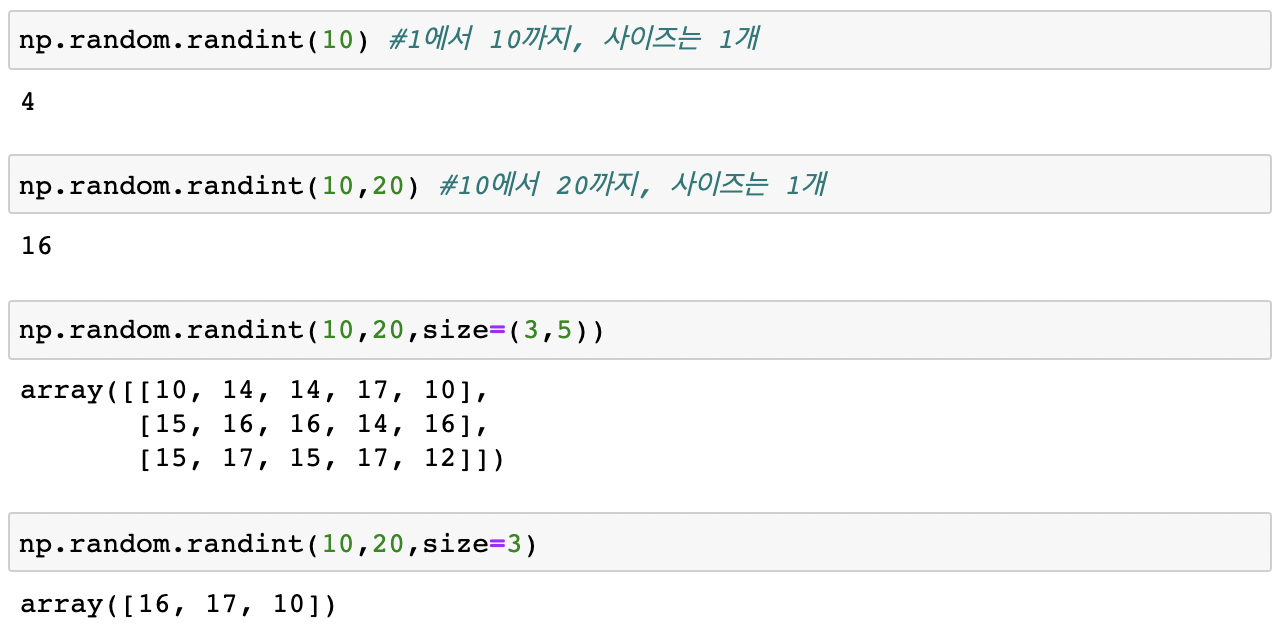 np.random.randint(10) #1에서 10까지, 사이즈는 1개
4
np.random.randint(10,20) #10에서 20까지, 사이즈는 1개
16
np.random.randint(10,20,size=(3,5))
array([[10, 14, 14, 17, 10],
       [15, 16, 16, 14, 16],
       [15, 17, 15, 17, 12]])
np.random.randint(10,20,size=3)
array([16, 17, 10])